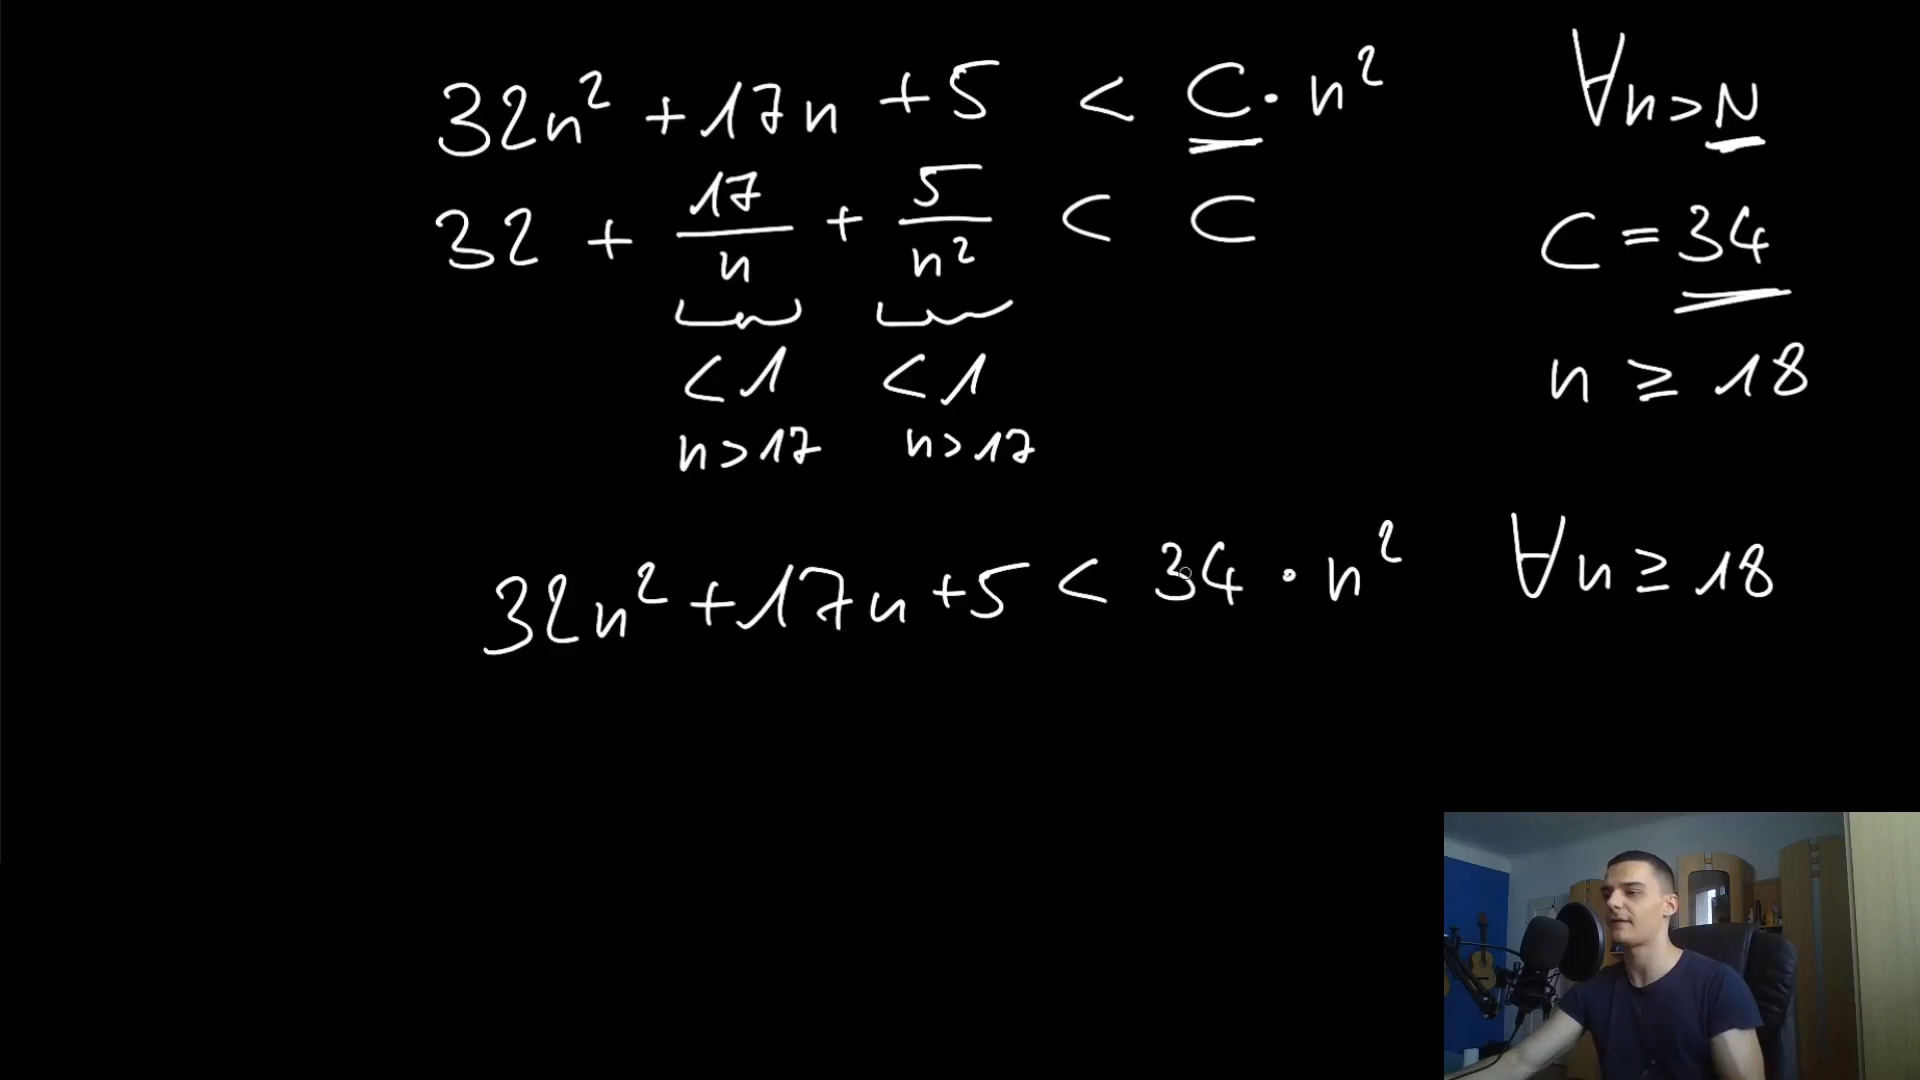 32n² + 17n + 5 < C · n² ∀n > N
32 + 17/n + 5/n² < C C = 34
< 1 < 1 n ≥ 18
n > 17 n > 17
32n² + 17n + 5 < 34 · n² ∀n ≥ 18